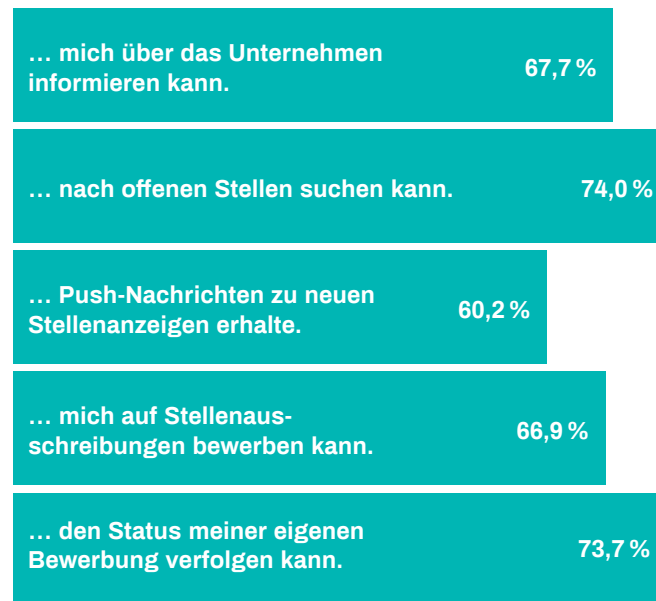 … mich über das Unternehmen
informieren kann.
67,7 %
… nach offenen Stellen suchen kann.
74,0 %
… Push-Nachrichten zu neuen
Stellenanzeigen erhalte.
60,2 %
… mich auf Stellenaus-
schreibungen bewerben kann.
66,9 %
… den Status meiner eigenen
Bewerbung verfolgen kann.
73,7 %